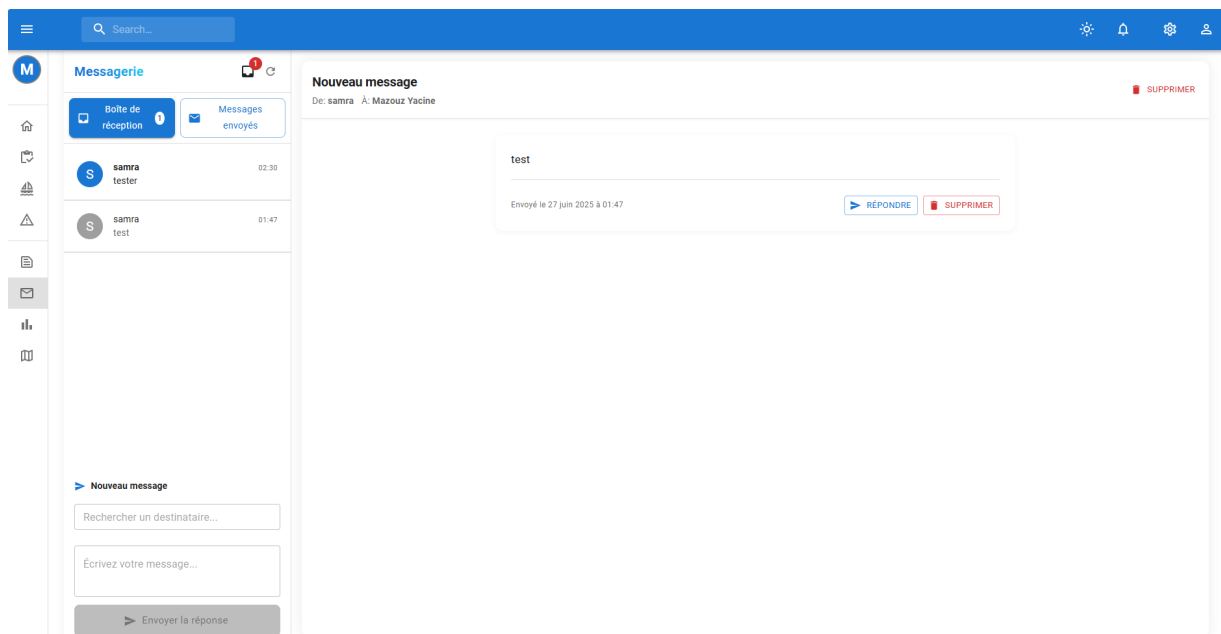 Search...
M
Messagerie
1
Boîte de
réception
1
Messages
envoyés
S
samra
02:30
tester
S
samra
01:47
test
Nouveau message
Rechercher un destinataire...
Écrivez votre message...
Envoyer la réponse
Nouveau message
De: samra À: Mazouz Yacine
SUPPRIMER
test
Envoyé le 27 juin 2025 à 01:47
RÉPONDRE
SUPPRIMER